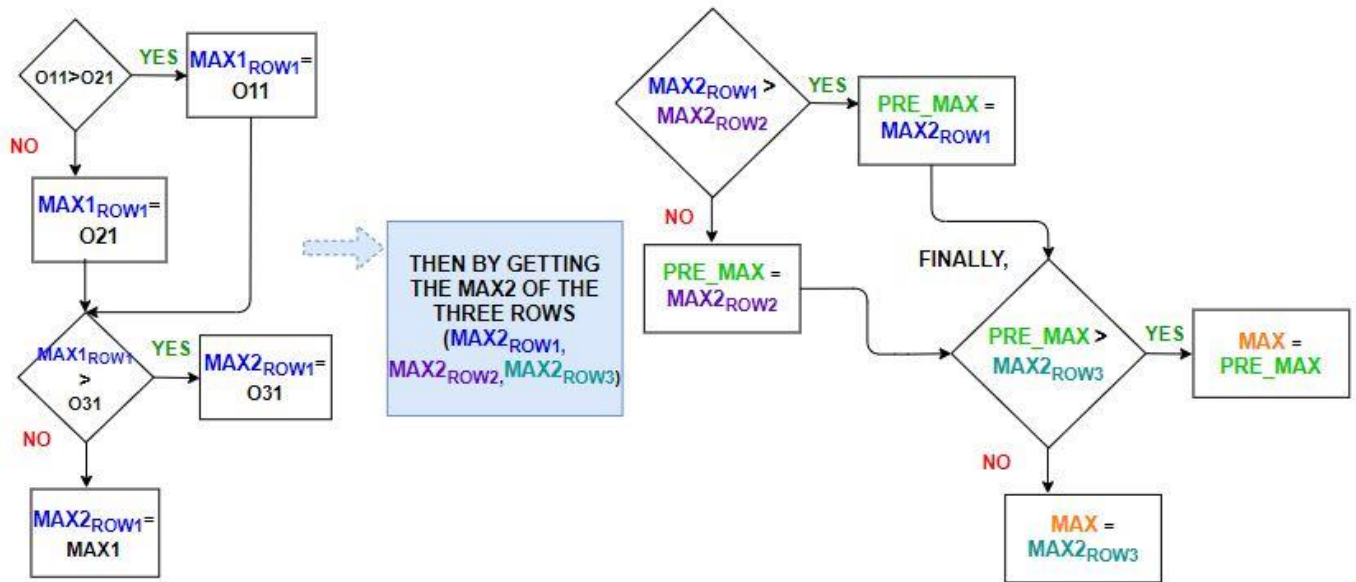 O11>O21
YES
MAX1ROW1=
O11
NO
MAX1ROW1=
O21
MAX1ROW1
>
O31
YES
MAX2ROW1=
O31
NO
MAX2ROW1=
MAX1
THEN BY GETTING
THE MAX2 OF THE
THREE ROWS
(MAX2ROW1,
MAX2ROW2,MAX2ROW3)
MAX2ROW1 >
MAX2ROW2
YES
PRE_MAX =
MAX2ROW1
NO
PRE_MAX =
MAX2ROW2
FINALLY,
PRE_MAX >
MAX2ROW3
YES
MAX =
PRE_MAX
NO
MAX =
MAX2ROW3